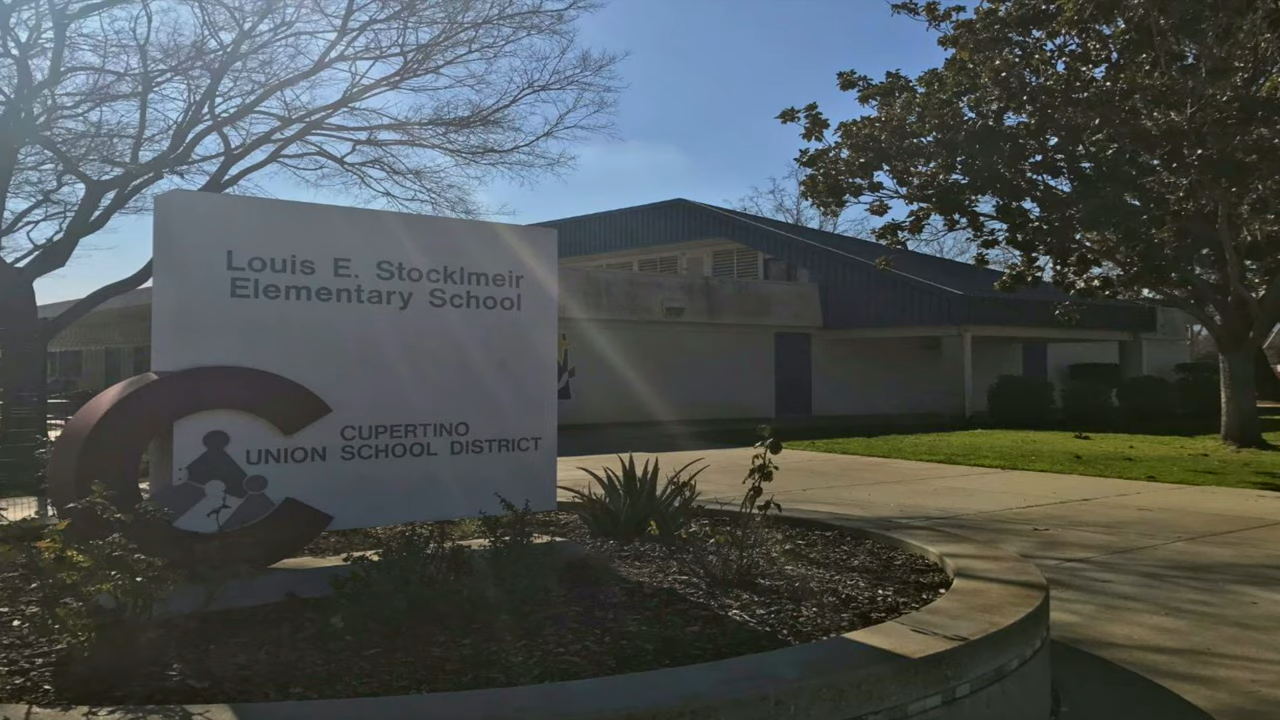 Louis E. Stocklmeir
Elementary School
CUPERTINO
UNION SCHOOL DISTRICT